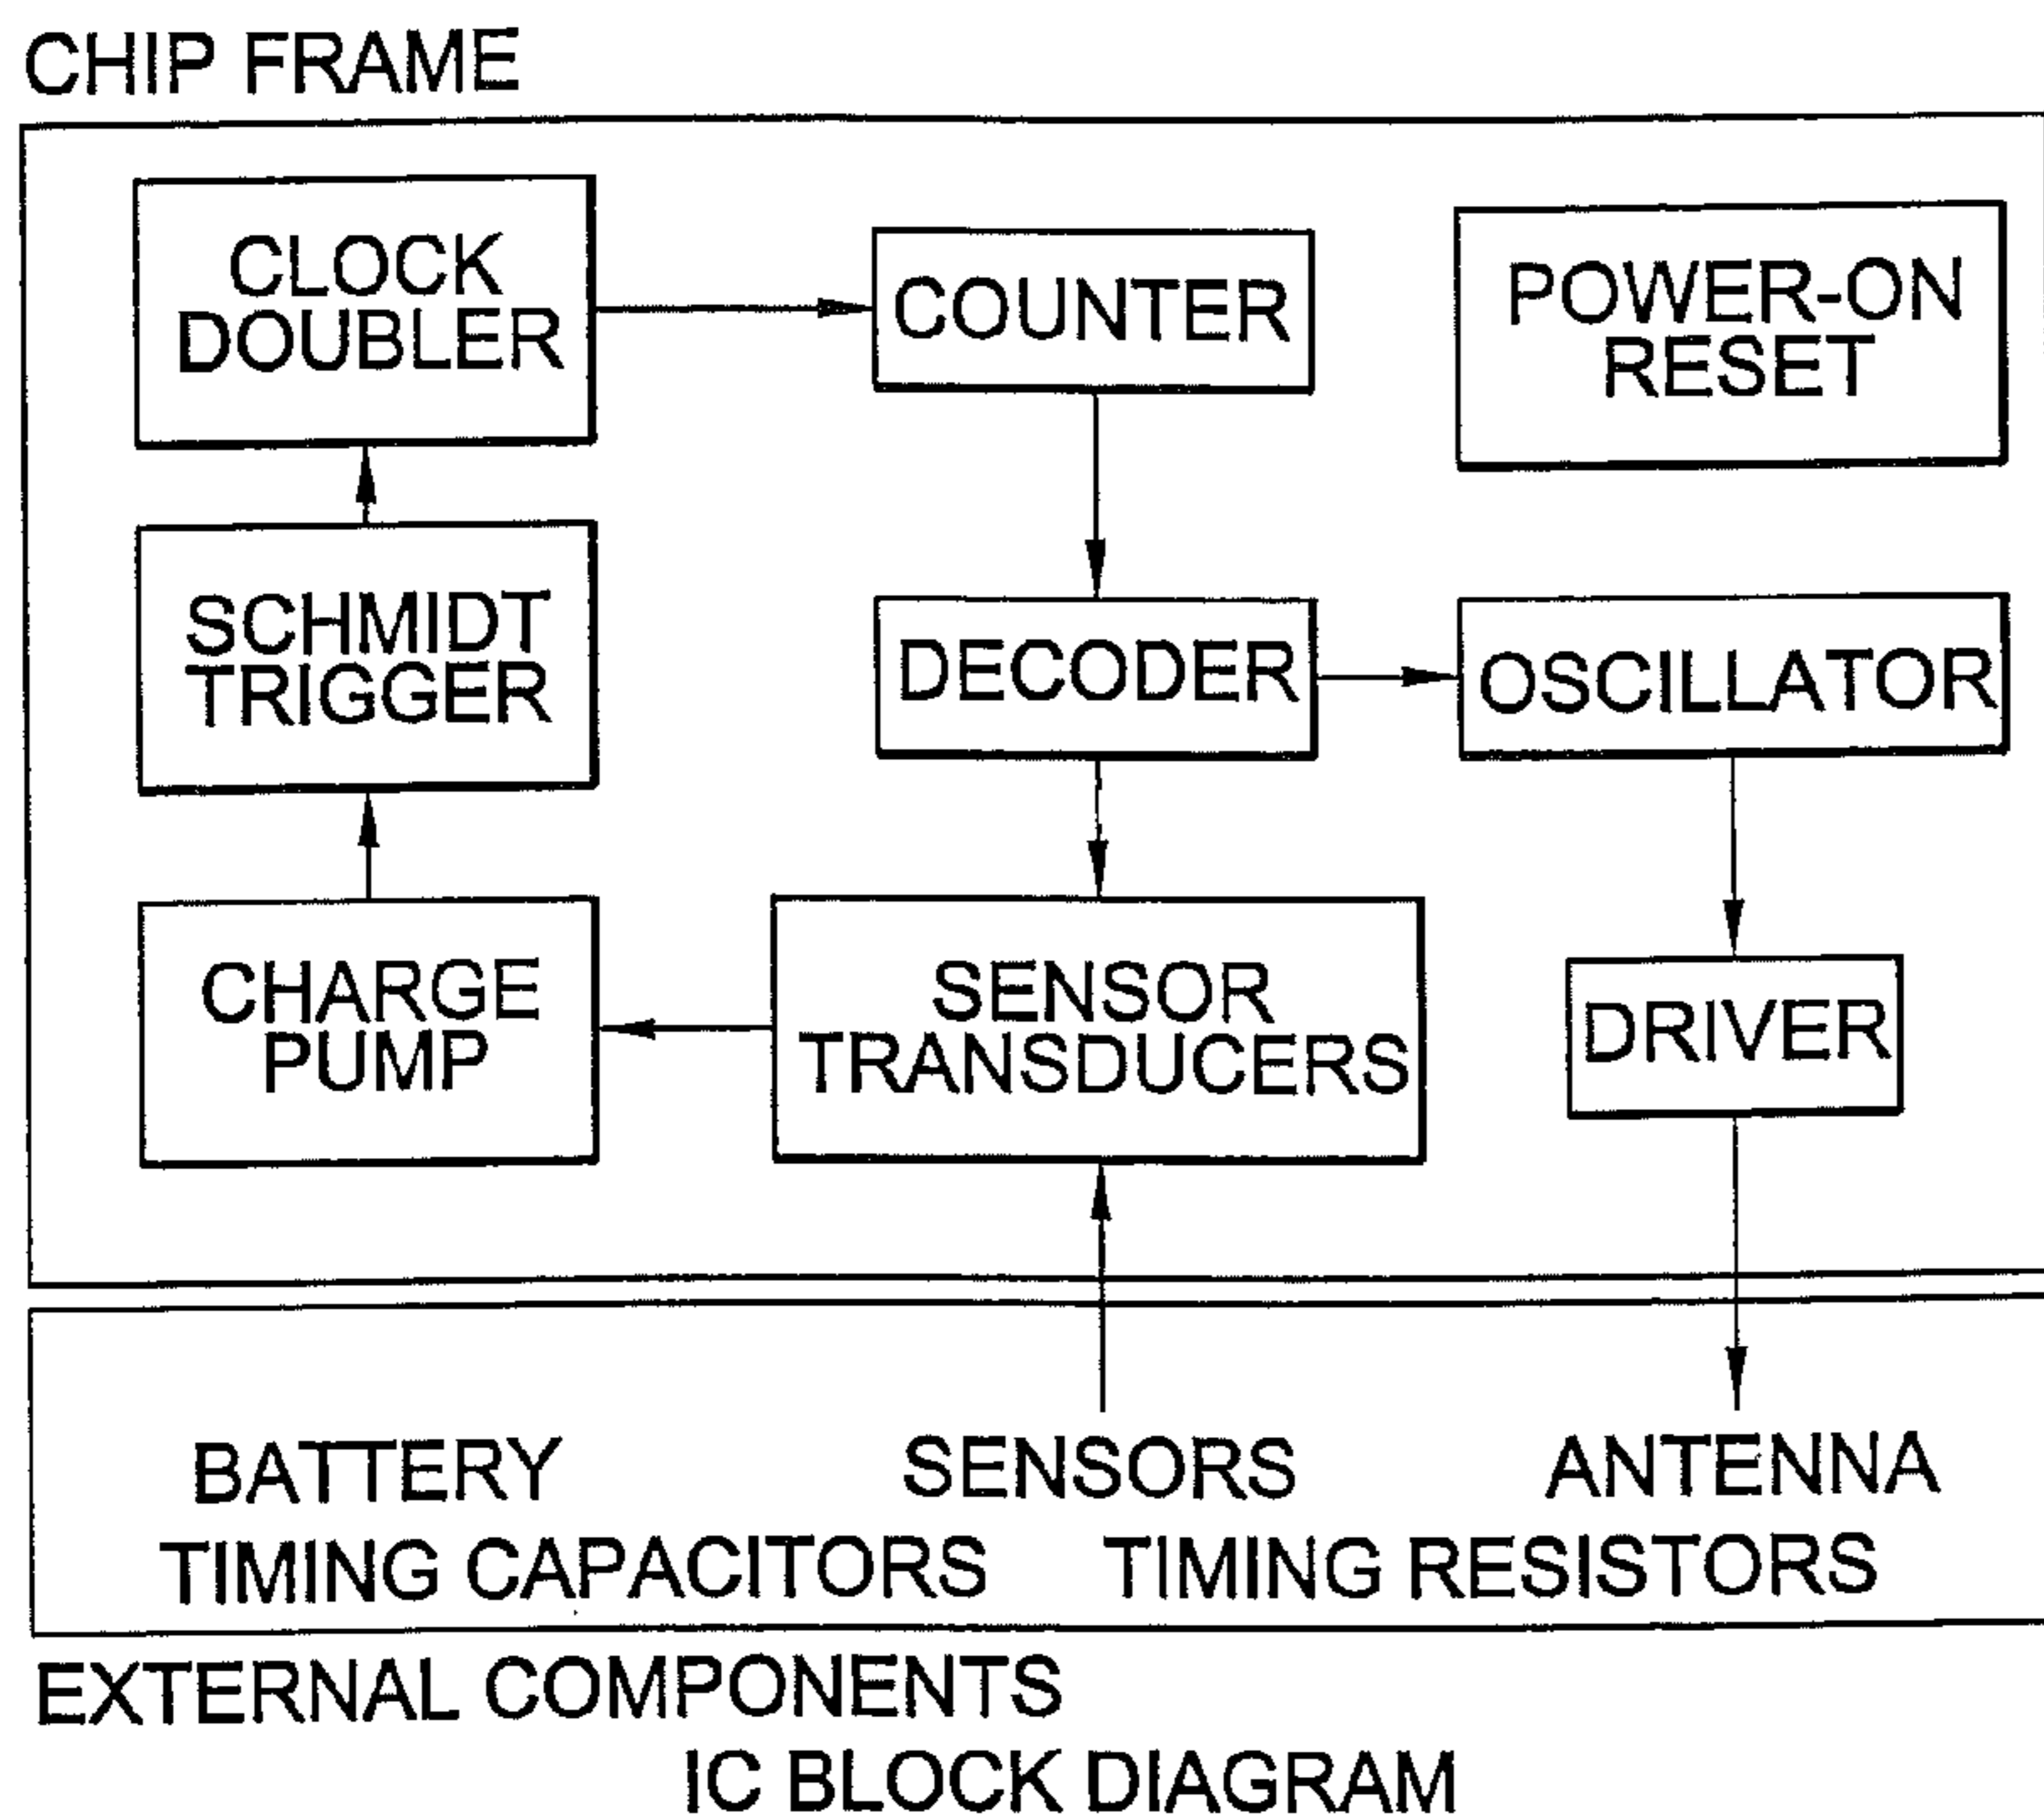 CHIP FRAME
CLOCK
DOUBLER
COUNTER
POWER-ON
RESET
SCHMIDT
TRIGGER
DECODER
OSCILLATOR
CHARGE
PUMP
SENSOR
TRANSDUCERS
DRIVER
BATTERY
SENSORS
ANTENNA
TIMING CAPACITORS
TIMING RESISTORS
EXTERNAL COMPONENTS
IC BLOCK DIAGRAM